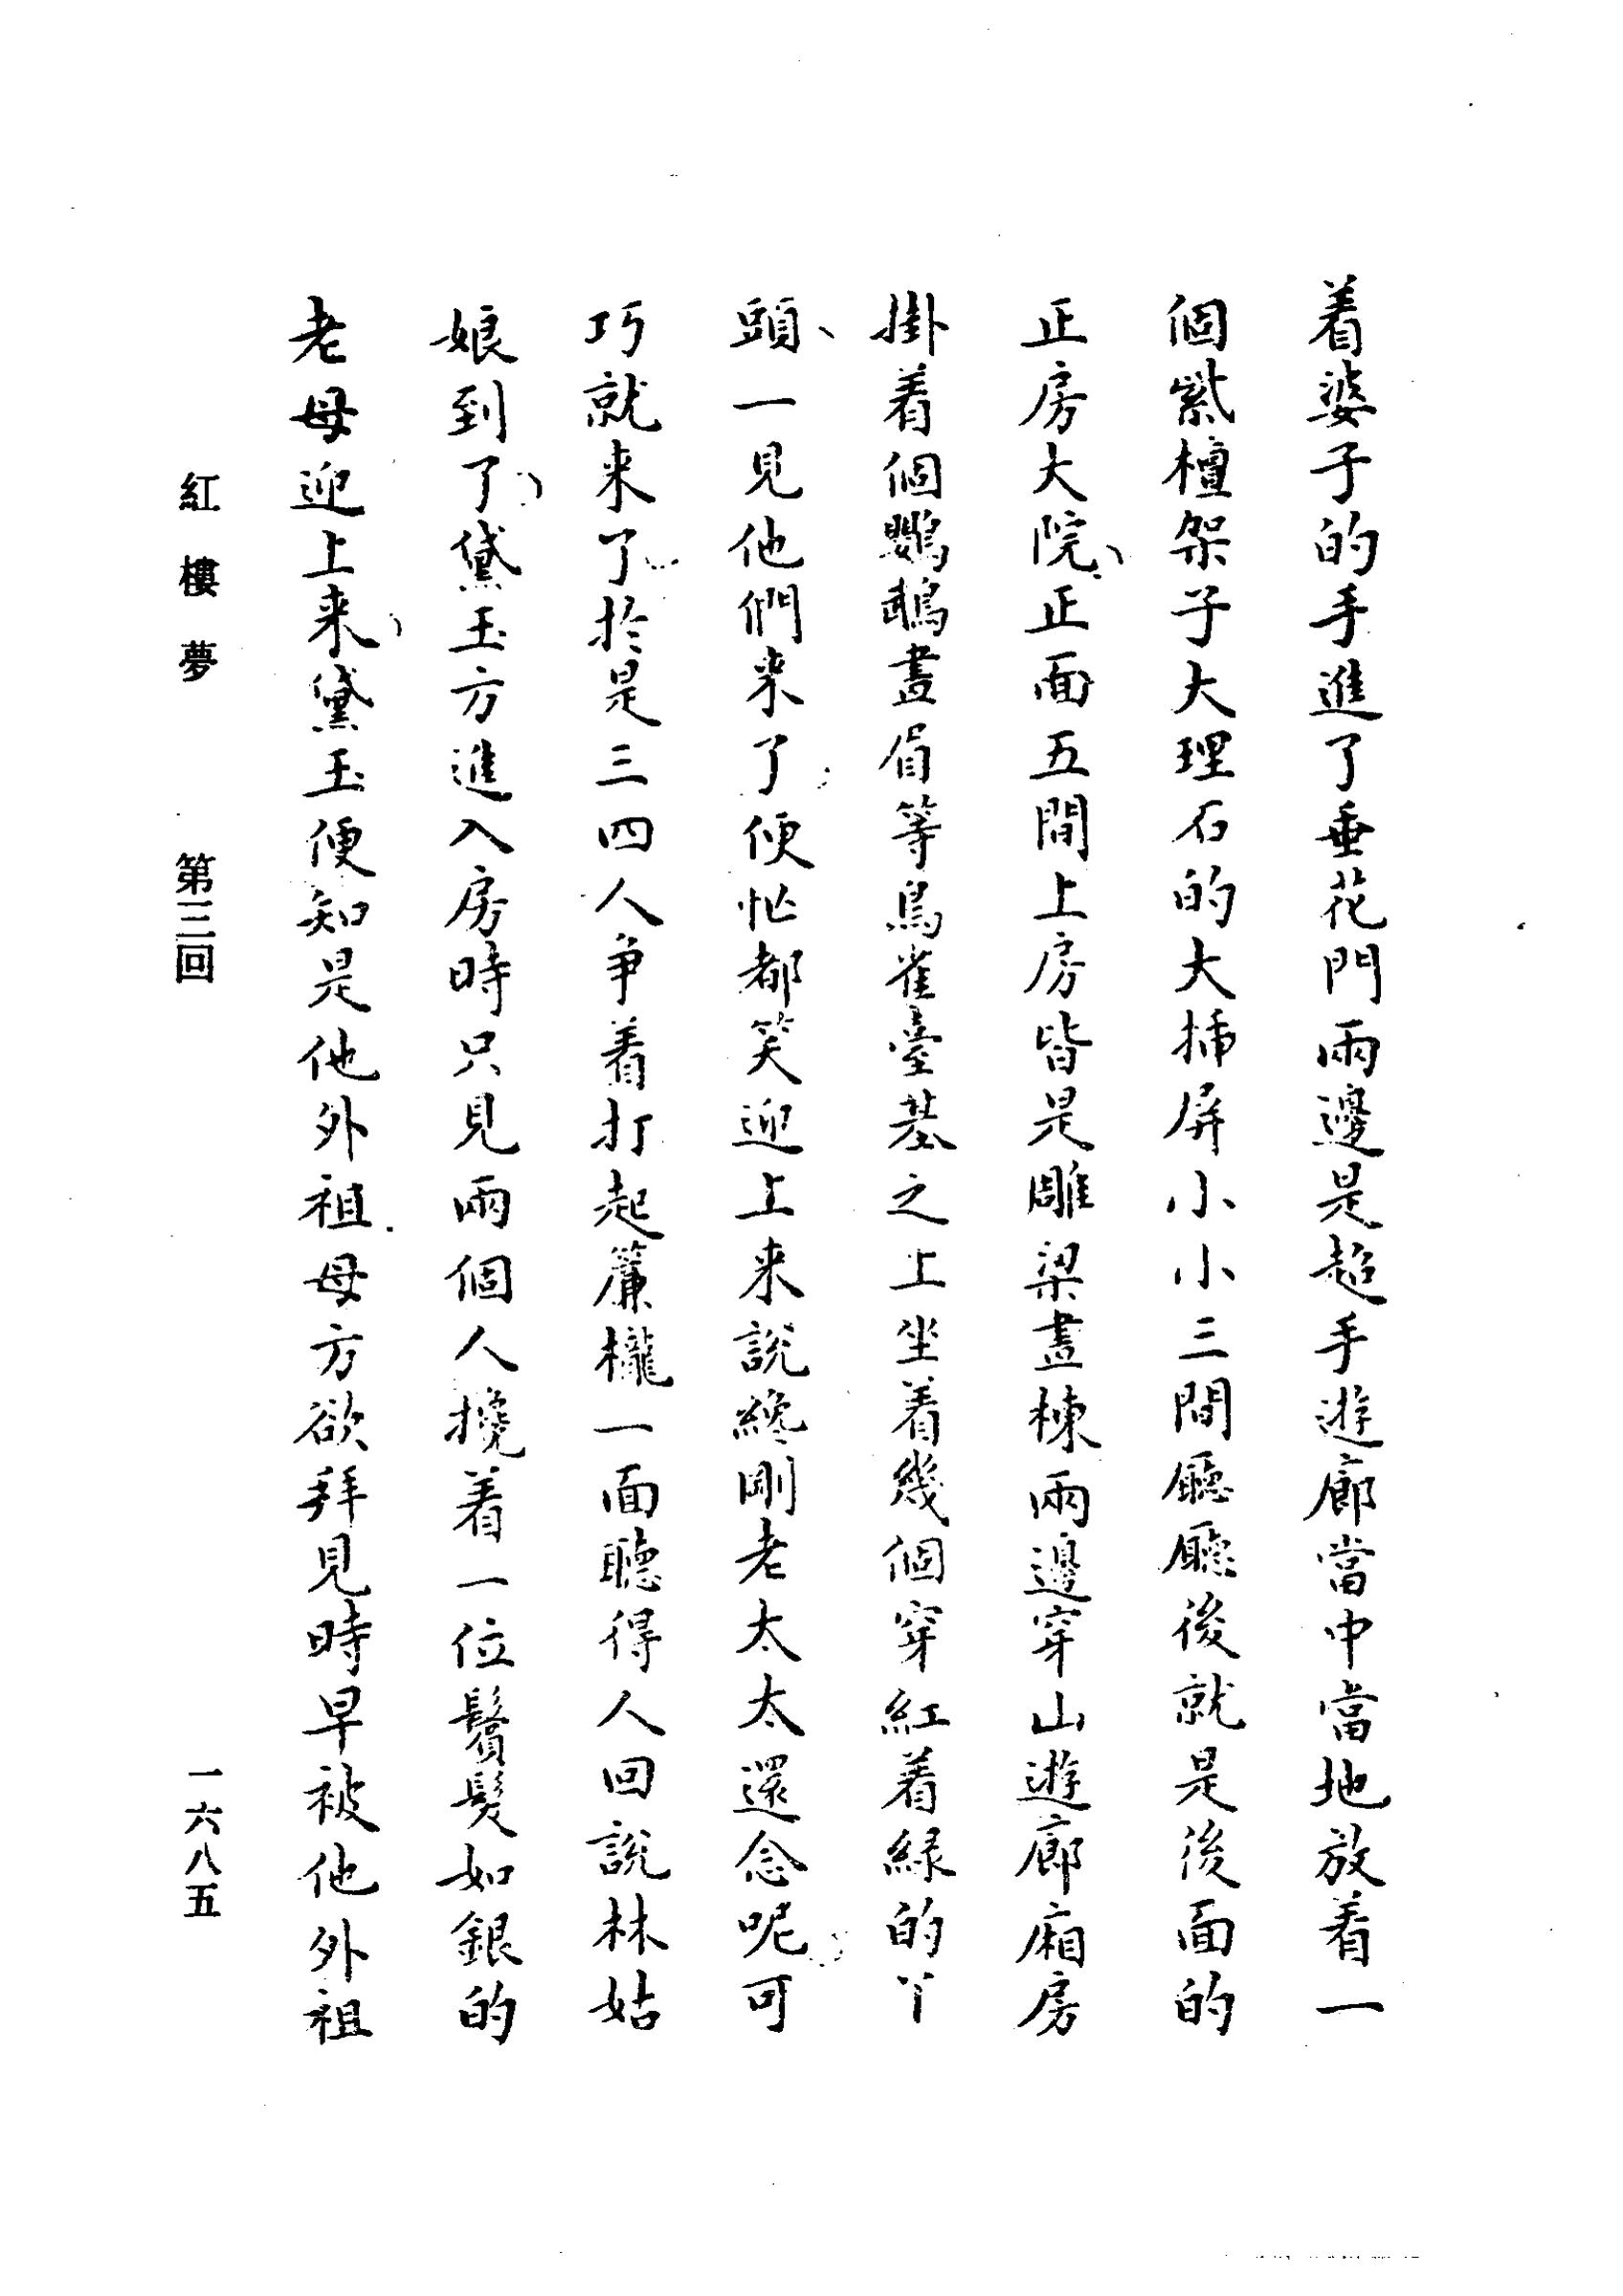 着婆子的手進了垂花門兩邊是超手遊廊當中當地放着一
個紫檀架子大理石的大揷屏小小三間廳廳後就是後面的
正房大院正面五間上房皆是雕梁畫棟兩邊穿山遊廊廂房
掛着個鸚鵡畫眉等鳥雀臺基之上坐着幾個穿紅着緑的丫
頭一見他們来了便忙都笑迎上来說纔剛老太太還念呢可
巧就来了於是三四人争着打起簾櫳一面聽得人回說林姑
娘到了黛玉方進入房時只見兩個人攙着一位鬢髮如銀的
老母迎上来黛玉便知是他外祖母方欲拜見時早被他外祖
紅樓夢 第三回 一六八五